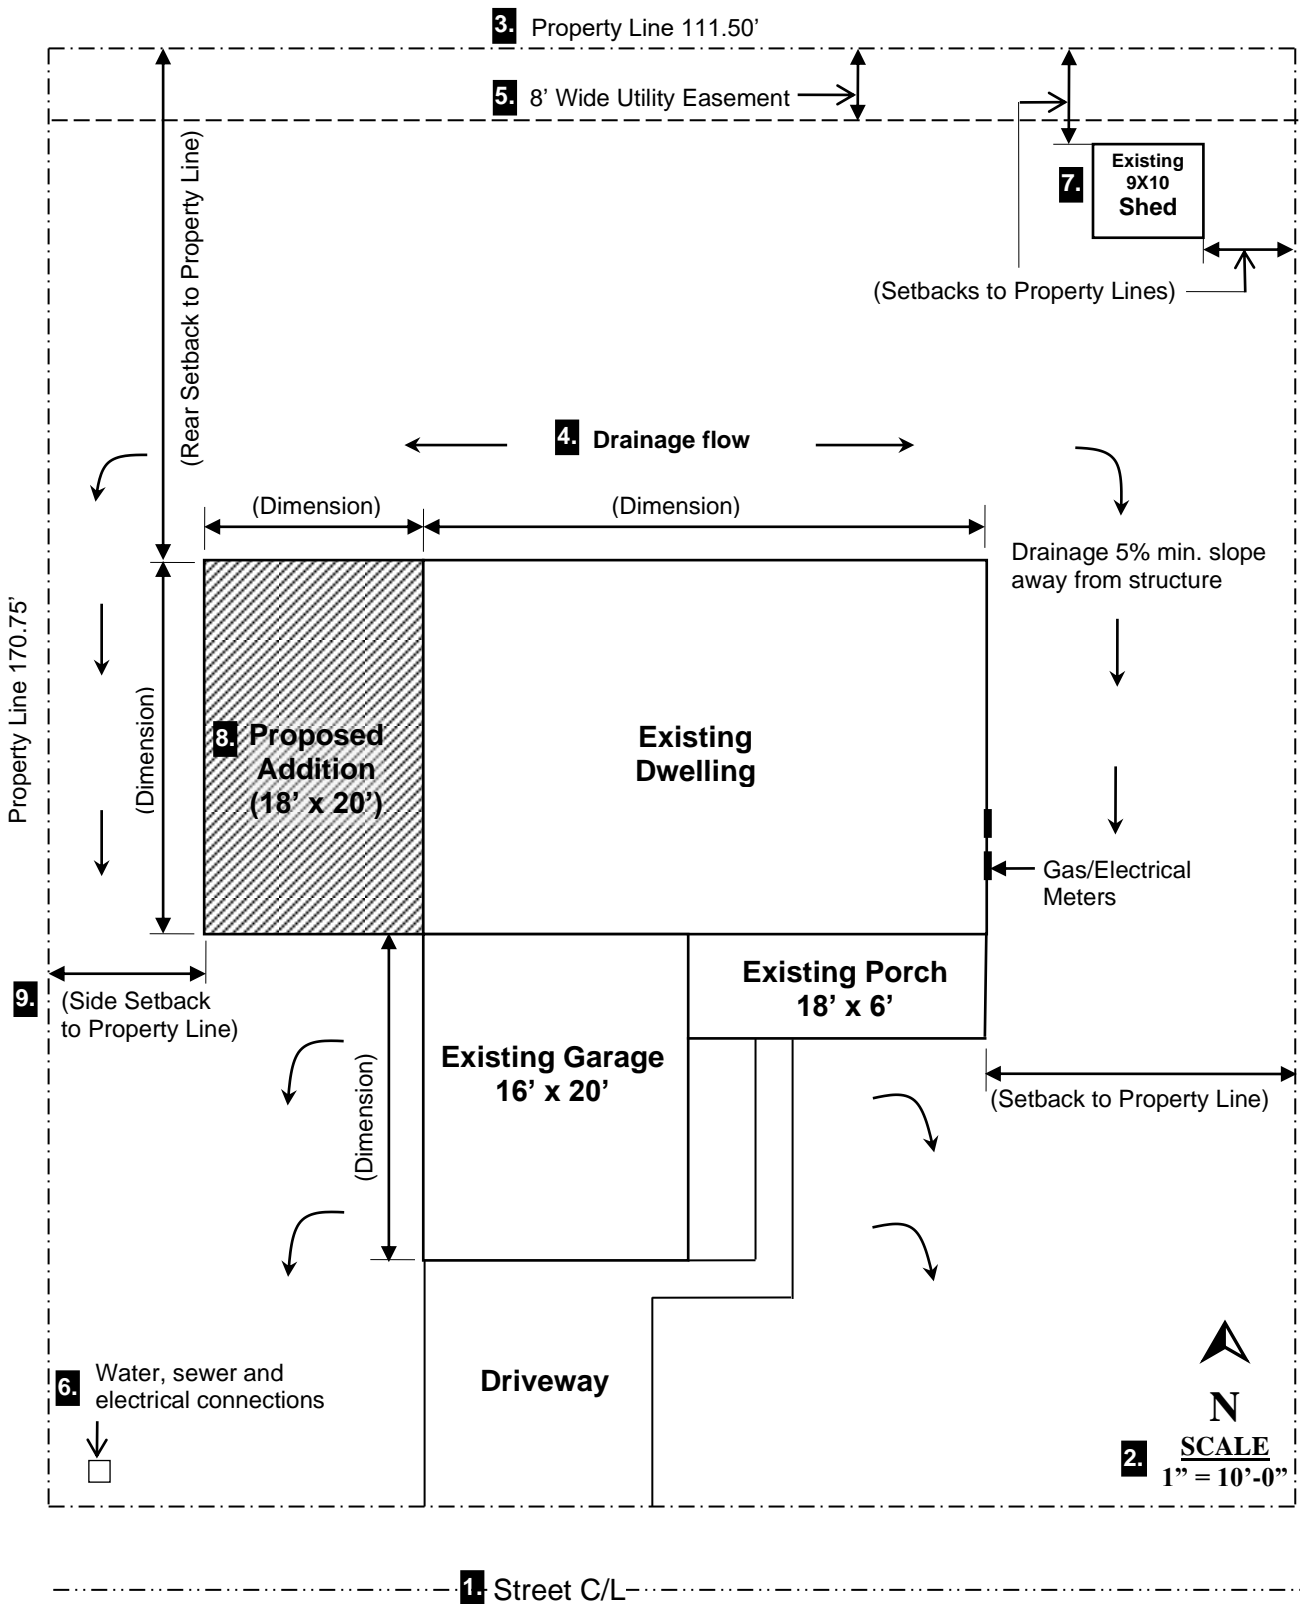 3. Property Line 111.50’
5. 8’ Wide Utility Easement
(Rear Setback to Property Line)
Existing
9X10
Shed
7.
(Setbacks to Property Lines)
4. Drainage flow
(Dimension)
(Dimension)
Drainage 5% min. slope
away from structure
Property Line 170.75’
(Dimension)
8. Proposed
Addition
(18’ x 20’)
Existing
Dwelling
Gas/Electrical
Meters
9. (Side Setback
to Property Line)
Existing Porch
18’ x 6’
(Dimension)
Existing Garage
16’ x 20’
(Setback to Property Line)
6. Water, sewer and
electrical connections
Driveway
N
2. SCALE
1” = 10’-0”
1. Street C/L